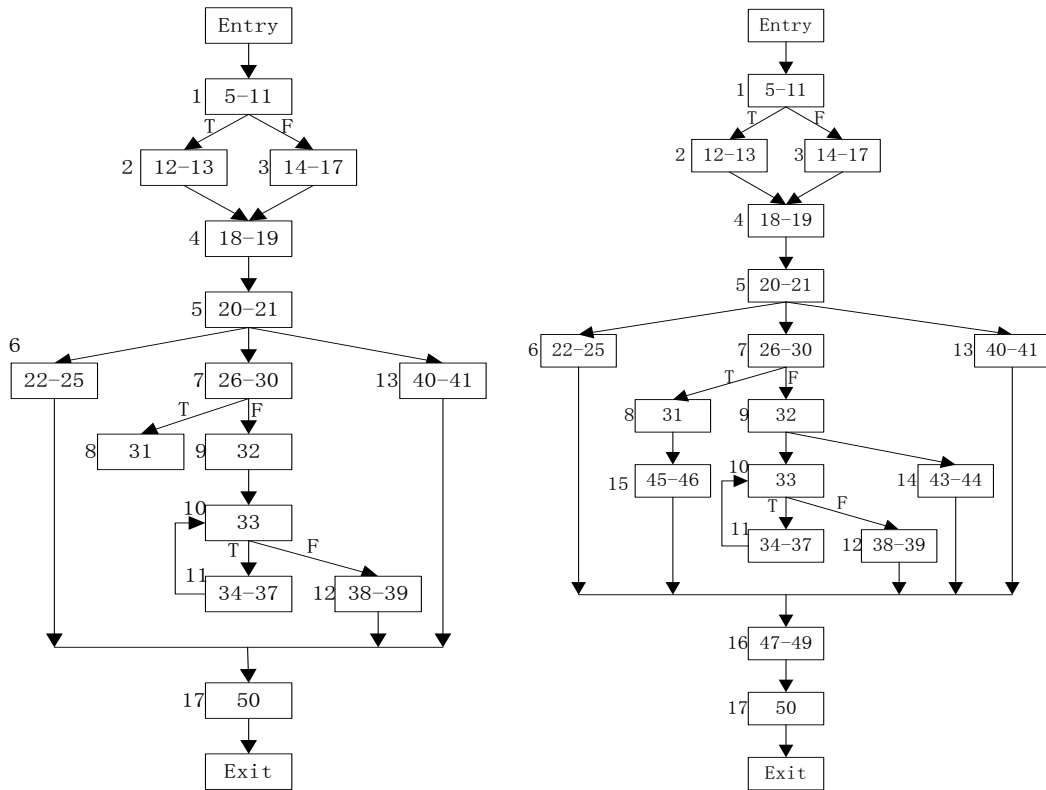 Entry
1 5-11
T F
2 12-13 3 14-17
4 18-19
5 20-21
6 22-25 7 26-30 13 40-41
T F
8 31 9 32
10 33
T F
11 34-37 12 38-39
17 50
Exit
Entry
1 5-11
T F
2 12-13 3 14-17
4 18-19
5 20-21
6 22-25 7 26-30 13 40-41
T F
8 31 9 32
15 45-46 10 33 14 43-44
T F
11 34-37 12 38-39
16 47-49
17 50
Exit